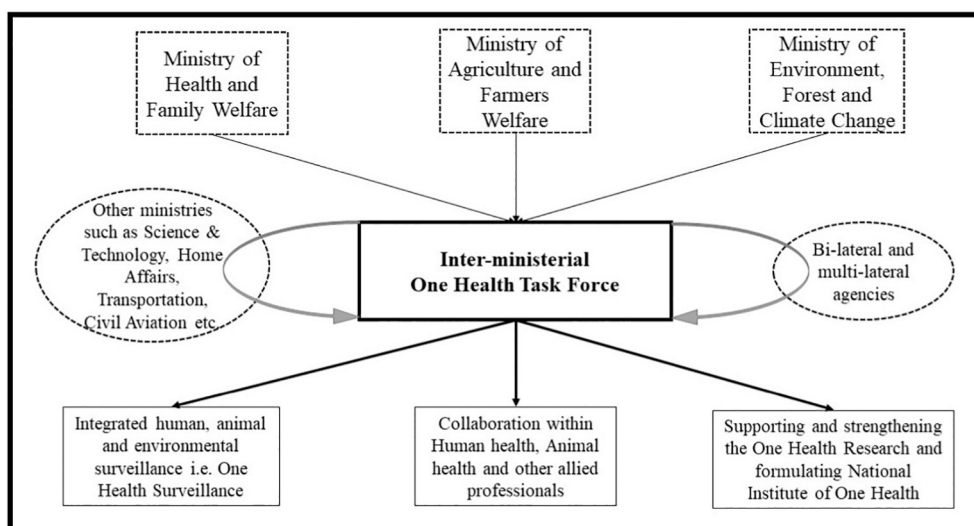 Ministry of
Health and
Family Welfare
Ministry of
Agriculture and
Farmers
Welfare
Ministry of
Environment,
Forest and
Climate Change
Other ministries
such as Science &
Technology, Home
Affairs,
Transportation,
Civil Aviation etc
Inter-ministerial
One Health Task Force
Bi-lateral and
multi-lateral
agencies
Integrated human, animal
and environmental
surveillance i.e. One
Health Surveillance
Collaboration within
Human health, Animal
health and other allied
professionals
Supporting and strengthening
the One Health Research and
formulating National
Institute of One Health